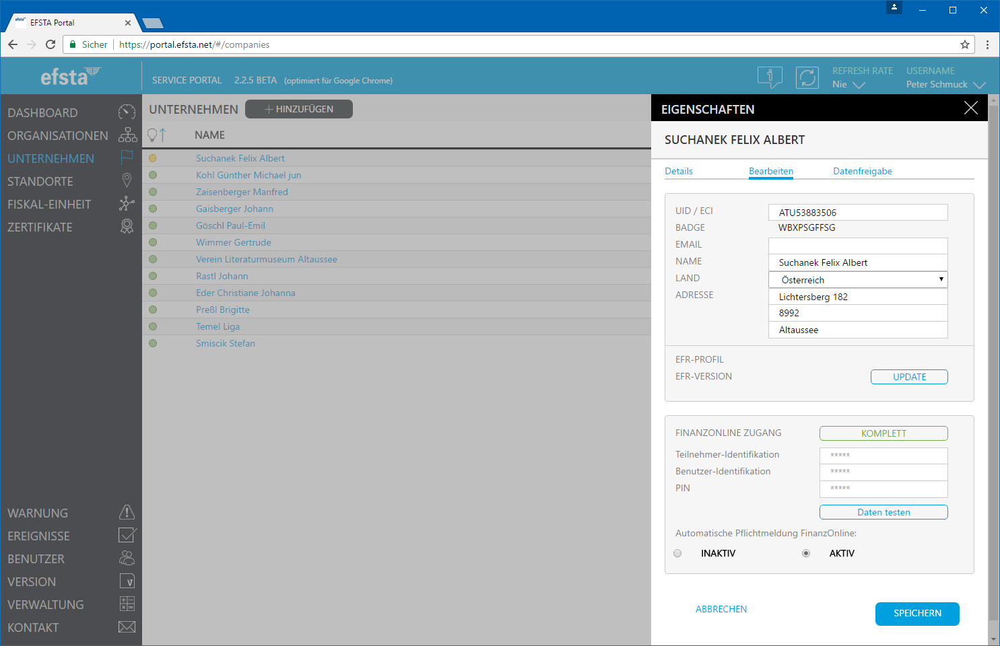 efsta
EFSTA Portal
Sicher
https://portal.efsta.net/#/companies
efsta
SERVICE PORTAL 2.2.5 BETA (optimiert für Google Chrome)
REFRESH RATE
Nie
USERNAME
Peter Schmuck
DASHBOARD
ORGANISATIONEN
UNTERNEHMEN
STANDORTE
FISKAL-EINHEIT
ZERTIFIKATE
WARNUNG
EREIGNISSE
BENUTZER
VERSION
V
VERWALTUNG
KONTAKT
UNTERNEHMEN
HINZUFÜGEN
NAME
Suchanek Felix Albert
Kohl Günther Michael jun
Zaisenberger Manfred
Gaisberger Johann
Göschl Paul-Emil
Wimmer Gertrude
Verein Literaturmuseum Altaussee
Rastl Johann
Eder Christiane Johanna
Preßl Brigitte
Temel Liga
Smiscik Stefan
EIGENSCHAFTEN
SUCHANEK FELIX ALBERT
Details Bearbeiten Datenfreigabe
UID / ECI ATU53883506
BADGE WBXPSGFFSG
EMAIL
NAME Suchanek Felix Albert
LAND Österreich
ADRESSE Lichtersberg 182
8992
Altaussee
EFR-PROFIL
EFR-VERSION UPDATE
FINANZONLINE ZUGANG KOMPLETT
Teilnehmer-Identifikation *****
Benutzer-Identifikation *****
PIN *****
Daten testen
Automatische Pflichtmeldung FinanzOnline:
INAKTIV AKTIV
ABBRECHEN SPEICHERN